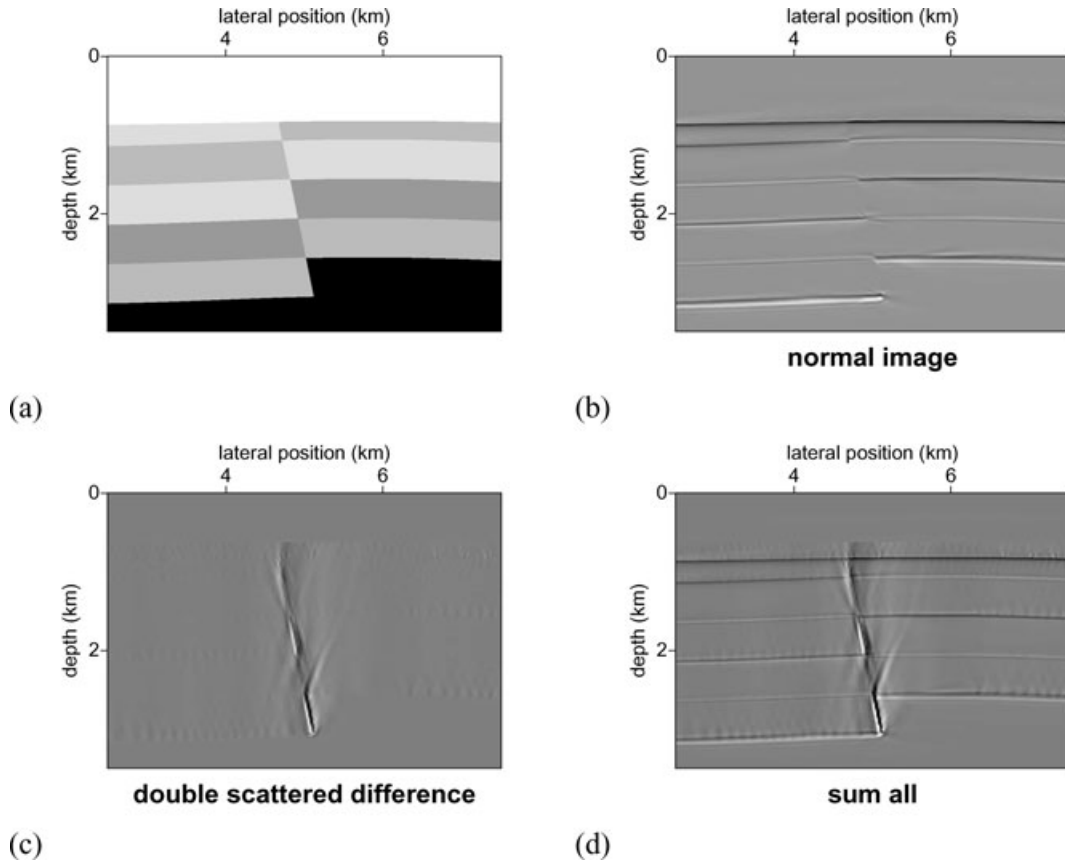 lateral position (km)
4 6
0
2
depth (km)
(a)
lateral position (km)
4 6
0
2
depth (km)
normal image
(b)
lateral position (km)
4 6
0
2
depth (km)
double scattered difference
(c)
lateral position (km)
4 6
0
2
depth (km)
sum all
(d)